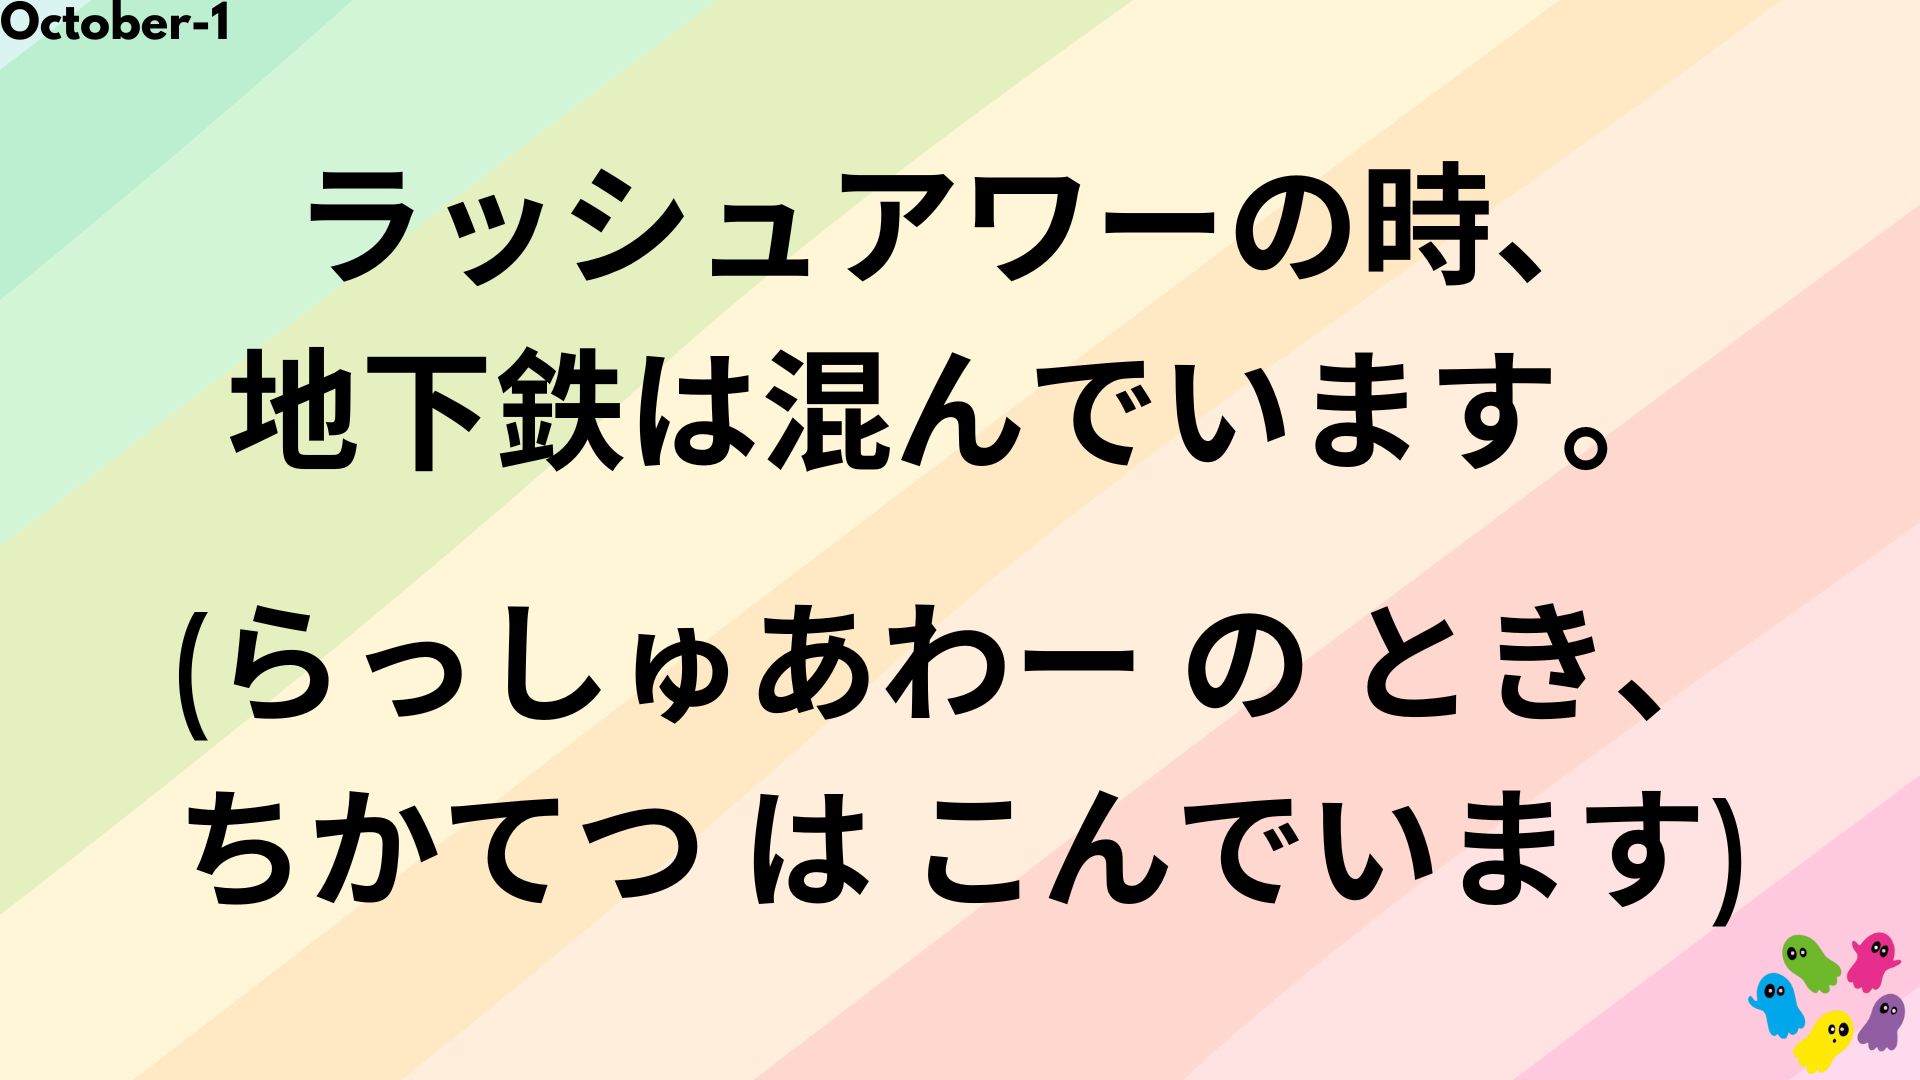 October-1
ラッシュアワーの時、
地下鉄は混んでいます。
(らっしゅあわー の とき、
ちかてつ は こんでいます)